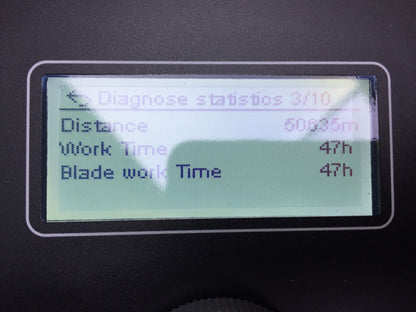 Diagnose statistics 3/10
Distance 50635m
Work Time 47h
Blade work Time 47h